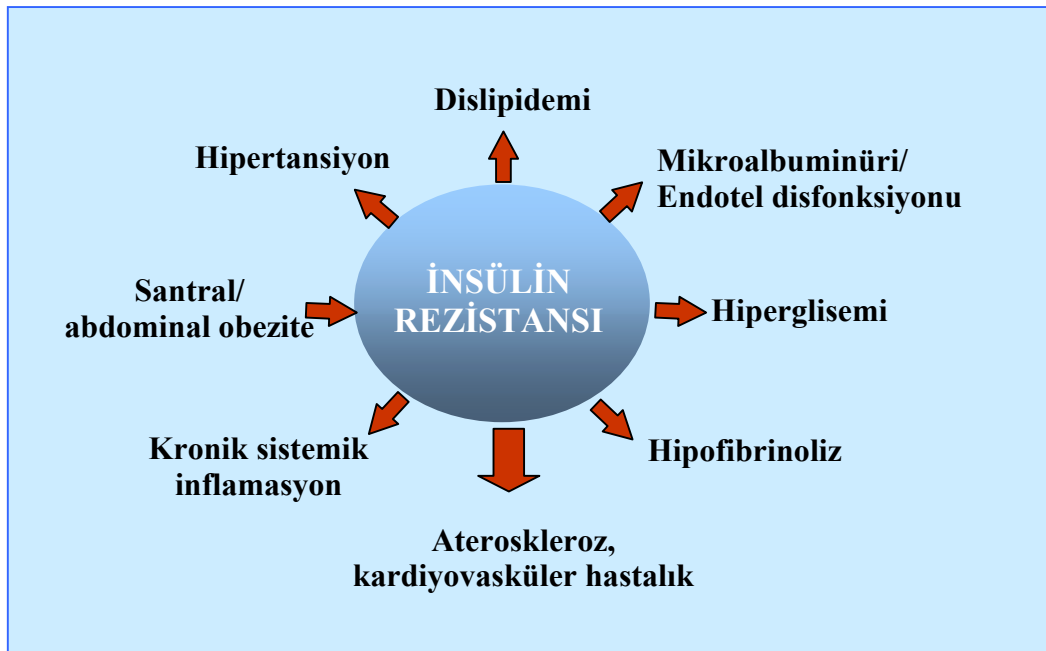 Dislipidemi
Hipertansiyon
Mikroalbuminüri/
Endotel disfonksiyonu
İNSÜLİN
REZİSTANSI
Santral/
abdominal obezite
Hiperglisemi
Kronik sistemik
inflamasyon
Hipofibrinoliz
Ateroskleroz,
kardiyovasküler hastalık